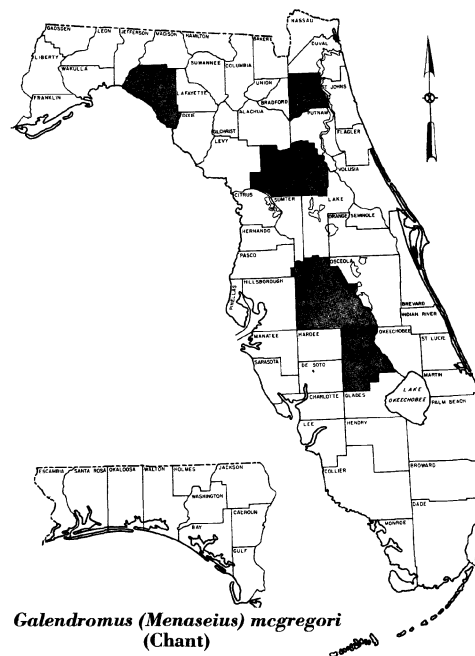 NASSAU
GADSDEN
LEON
JEFFERSON
MADISON
HAMILTON
BAKER
DUVAL
LIBERTY
WAKULLA
SUWANNEE
COLUMBIA
UNION
ST JOHNS
FRANKLIN
LAFAYETTE
BRADFORD
PUTNAM
DIXIE
ALACHUA
GILCHRIST
FLAGLER
LEVY
VOLUSIA
CITRUS
SUMTER
LAKE
ORANGE
SEMINOLE
HERNANDO
PASCO
OSCEOLA
HILLSBOROUGH
PINELLAS
BREVARD
INDIAN RIVER
MANATEE
HARDEE
OKEECHOBEE
ST LUCIE
SARASOTA
DE SOTO
MARTIN
CHARLOTTE
GLADES
LAKE
OKEECHOBEE
PALM BEACH
LEE
HENDRY
COLLIER
BROWARD
DADE
MONROE
ESCAMBIA
SANTA ROSA
OKALOOSA
WALTON
HOLMES
JACKSON
WASHINGTON
BAY
CALHOUN
GULF
Galendromus (Menaseius) mcgregori
(Chant)